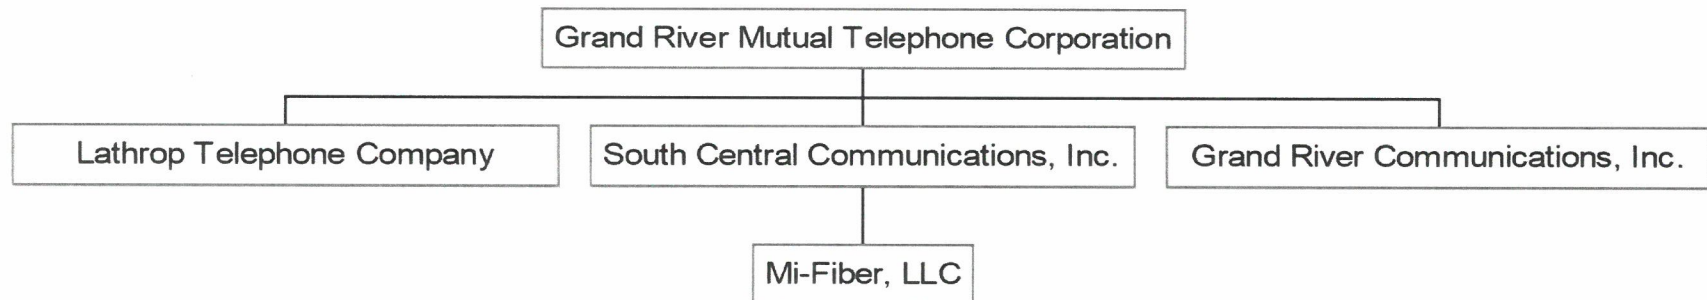 Grand River Mutual Telephone Corporation
Lathrop Telephone Company
South Central Communications, Inc.
Grand River Communications, Inc.
Mi-Fiber, LLC